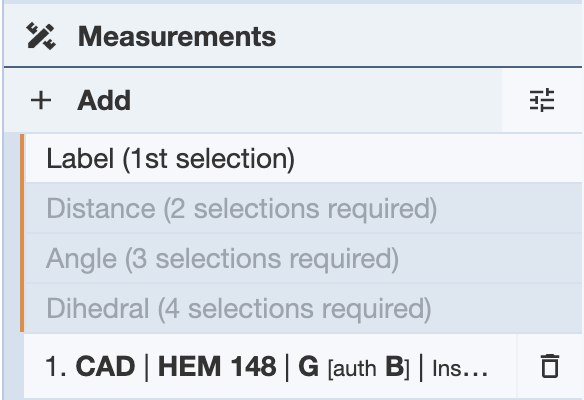 Measurements
Add
Label (1st selection)
Distance (2 selections required)
Angle (3 selections required)
Dihedral (4 selections required)
1. CAD | HEM 148 | G [auth B] | Ins…